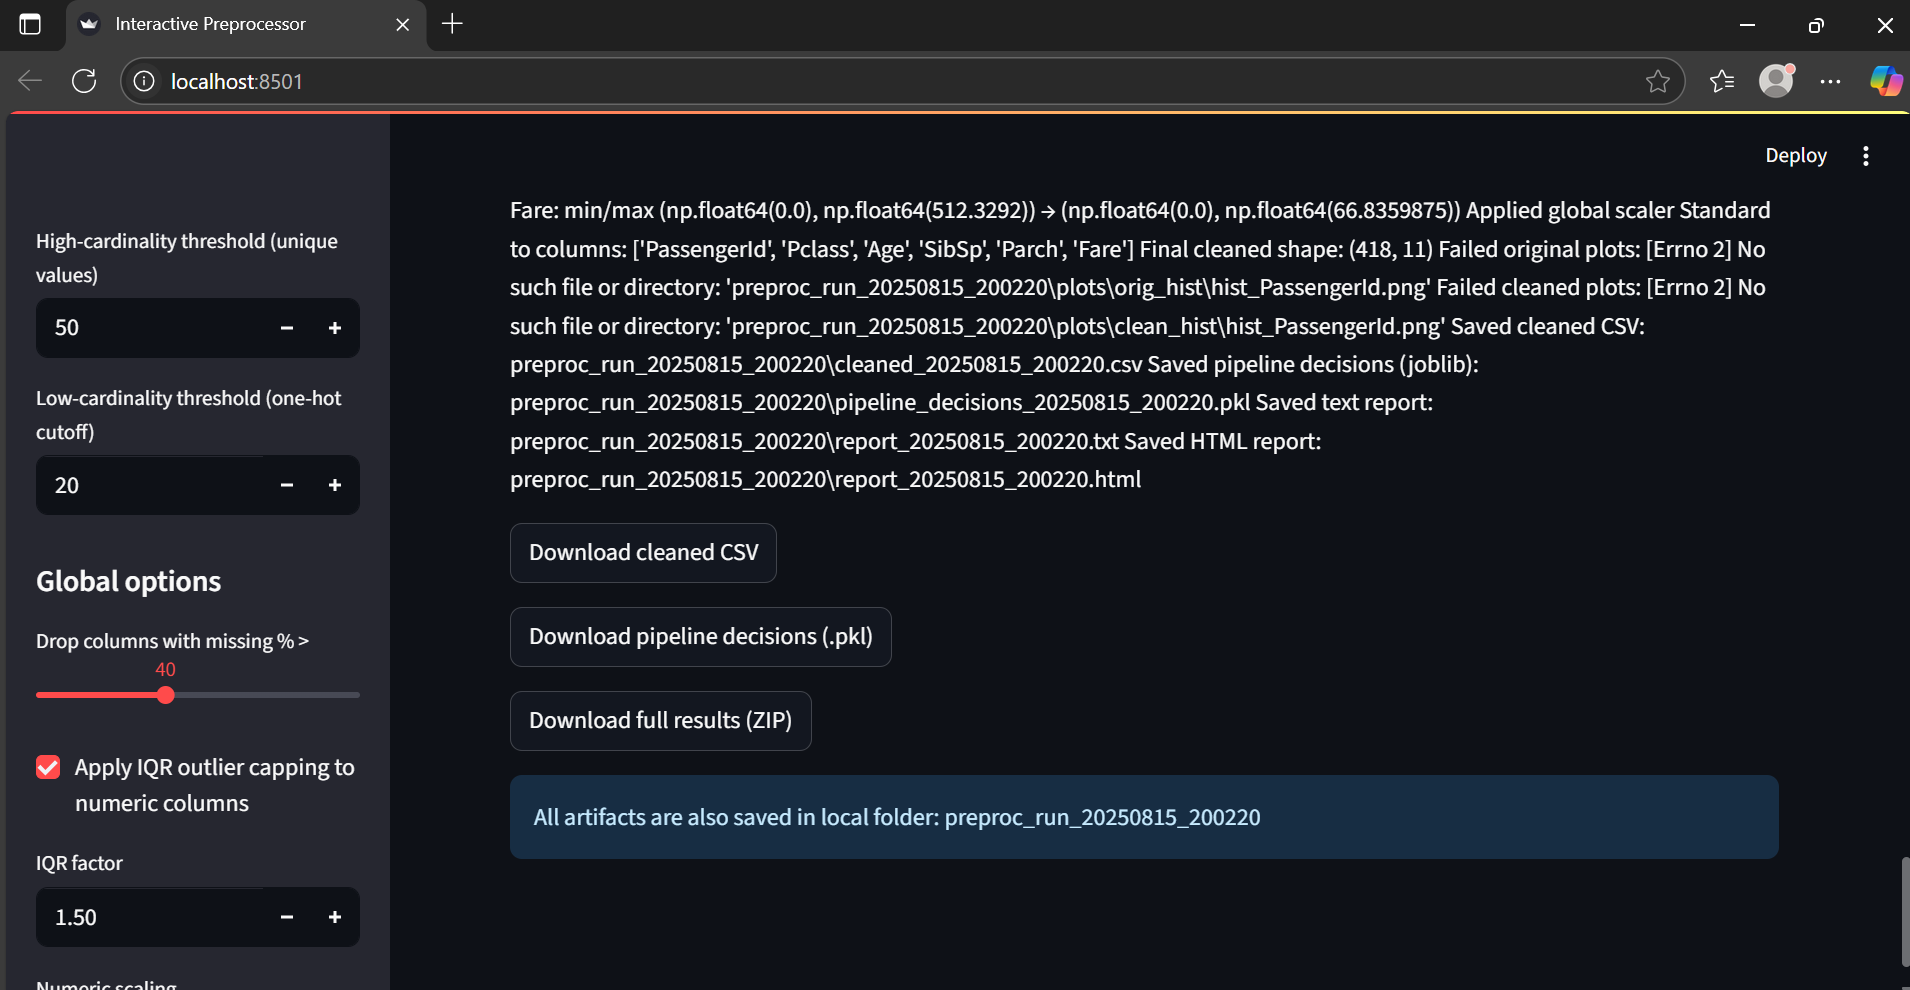 Interactive Preprocessor
localhost:8501
Deploy
High-cardinality threshold (unique
values)
50
Low-cardinality threshold (one-hot
cutoff)
20
Global options
Drop columns with missing % >
40
Apply IQR outlier capping to
numeric columns
IQR factor
1.50
Numeric scaling
Fare: min/max (np.float64(0.0), np.float64(512.3292)) → (np.float64(0.0), np.float64(66.8359875)) Applied global scaler Standard
to columns: ['PassengerId', 'Pclass', 'Age', 'SibSp', 'Parch', 'Fare'] Final cleaned shape: (418, 11) Failed original plots: [Errno 2] No
such file or directory: 'preproc_run_20250815_200220\plots\orig_hist\hist_PassengerId.png' Failed cleaned plots: [Errno 2] No
such file or directory: 'preproc_run_20250815_200220\plots\clean_hist\hist_PassengerId.png' Saved cleaned CSV:
preproc_run_20250815_200220\cleaned_20250815_200220.csv Saved pipeline decisions (joblib):
preproc_run_20250815_200220\pipeline_decisions_20250815_200220.pkl Saved text report:
preproc_run_20250815_200220\report_20250815_200220.txt Saved HTML report:
preproc_run_20250815_200220\report_20250815_200220.html
Download cleaned CSV
Download pipeline decisions (.pkl)
Download full results (ZIP)
All artifacts are also saved in local folder: preproc_run_20250815_200220